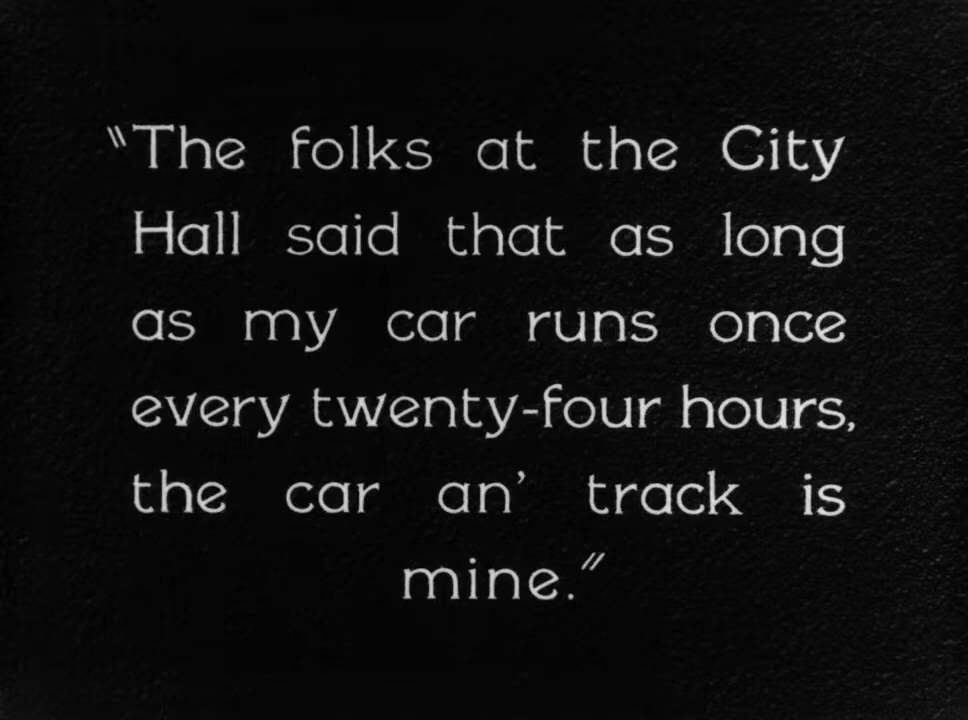 "The folks at the City
Hall said that as long
as my car runs once
every twenty-four hours,
the car an' track is
mine."